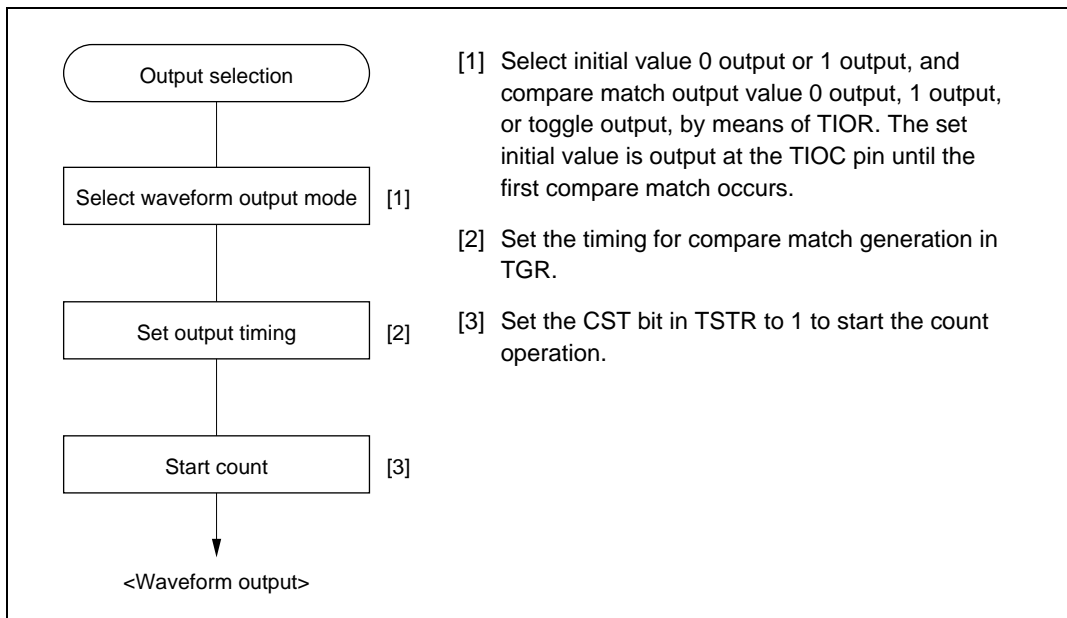 Output selection
Select waveform output mode [1]
Set output timing [2]
Start count [3]
<Waveform output>
[1] Select initial value 0 output or 1 output, and
compare match output value 0 output, 1 output,
or toggle output, by means of TIOR. The set
initial value is output at the TIOC pin until the
first compare match occurs.
[2] Set the timing for compare match generation in
TGR.
[3] Set the CST bit in TSTR to 1 to start the count
operation.